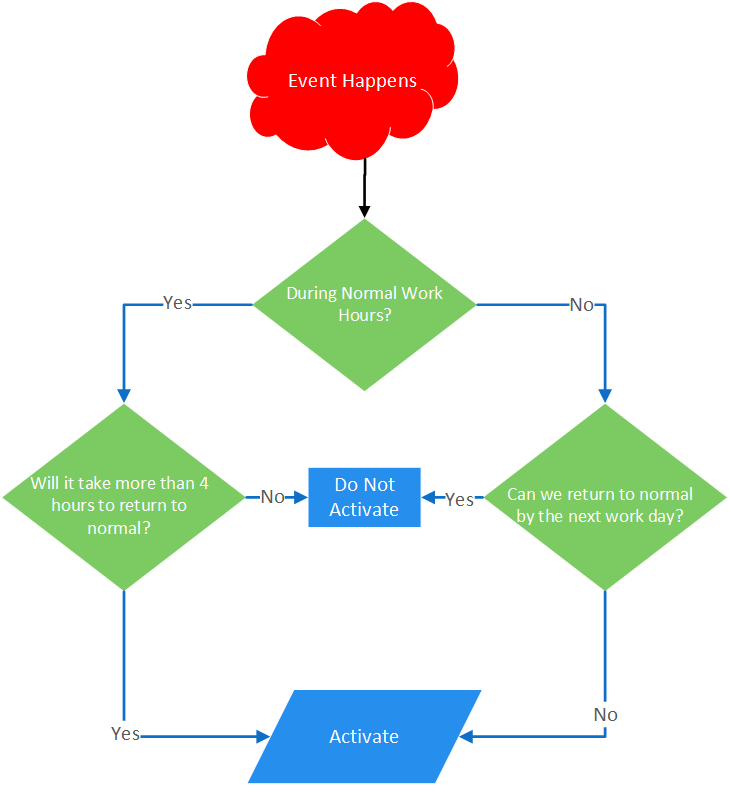 Event Happens
During Normal Work
Hours?
Yes
No
Will it take more than 4
hours to return to
normal?
No
Do Not
Activate
Yes
Can we return to normal
by the next work day?
Yes
Activate
No